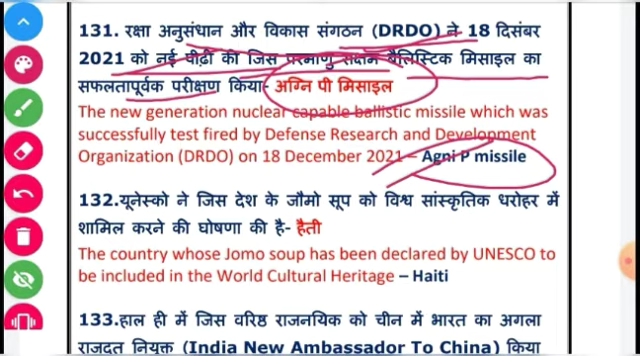 131. रक्षा अनुसंधान और विकास संगठन (DRDO) ने 18 दिसंबर
2021 को नई पीढ़ी की जिस परमाणु सक्षम बैलिस्टिक मिसाइल का
सफलतापूर्वक परीक्षण किया- अग्नि पी मिसाइल
The new generation nuclear capable ballistic missile which was
successfully test fired by Defense Research and Development
Organization (DRDO) on 18 December 2021 – Agni P missile
132.यूनेस्को ने जिस देश के जौमो सूप को विश्व सांस्कृतिक धरोहर में
शामिल करने की घोषणा की है- हैती
The country whose Jomo soup has been declared by UNESCO to
be included in the World Cultural Heritage – Haiti
133.हाल ही में जिस वरिष्ठ राजनयिक को चीन में भारत का अगला
राजदूत नियुक्त (India New Ambassador To China) किया